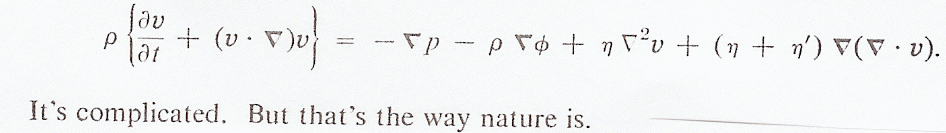 ρ {∂v/∂t + (v · ∇)v} = − ∇p − ρ ∇φ + η ∇²v + (η + η′) ∇(∇ · v).
It's complicated. But that's the way nature is.